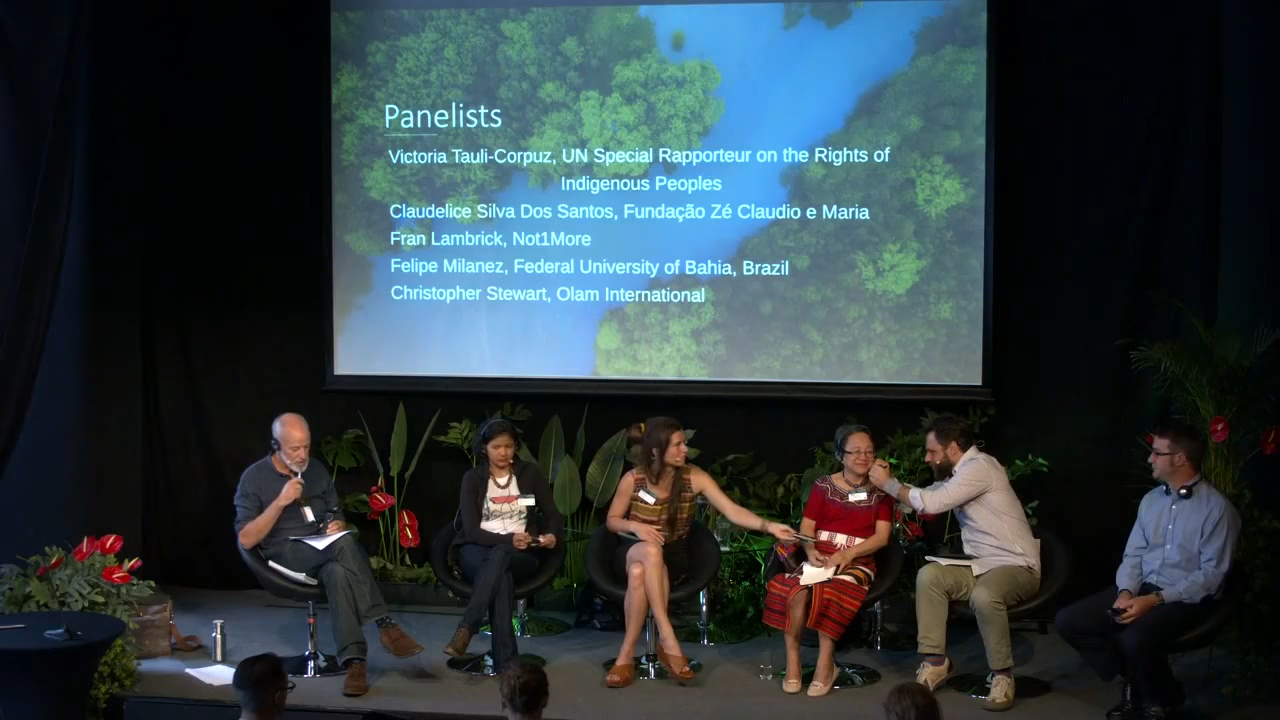 Panelists
Victoria Tauli-Corpuz, UN Special Rapporteur on the Rights of
Indigenous Peoples
Claudelice Silva Dos Santos, Fundação Zé Claudio e Maria
Fran Lambrick, Not1More
Felipe Milanez, Federal University of Bahia, Brazil
Christopher Stewart, Olam International